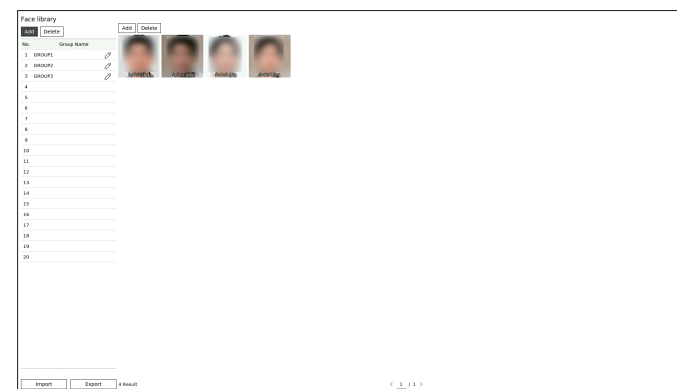 Face library
Add Delete
No. Group Name
1 GROUP1
2 GROUP2
3 GROUP3
4
5
6
7
8
9
10
11
12
13
14
15
16
17
18
19
20
Import Export
Add Delete
4 Result
< 1 / 1 >